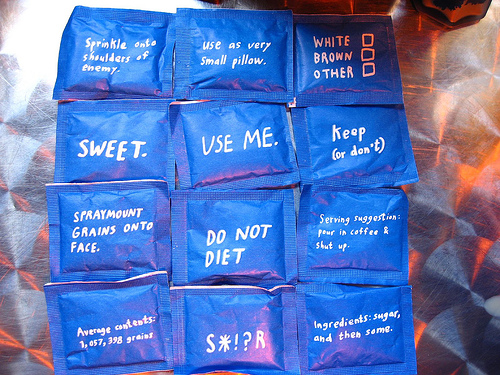 Sprinkle onto
shoulders of
enemy.
Use as very
small pillow.
WHITE
BROWN
OTHER
SWEET.
USE ME.
Keep
(or don't)
SPRAYMOUNT
GRAINS ONTO
FACE.
DO NOT
DIET
Serving suggestion:
pour in coffee &
shut up.
Average contents:
7,057,398 grains
S*!?R
Ingredients: sugar,
and then some.